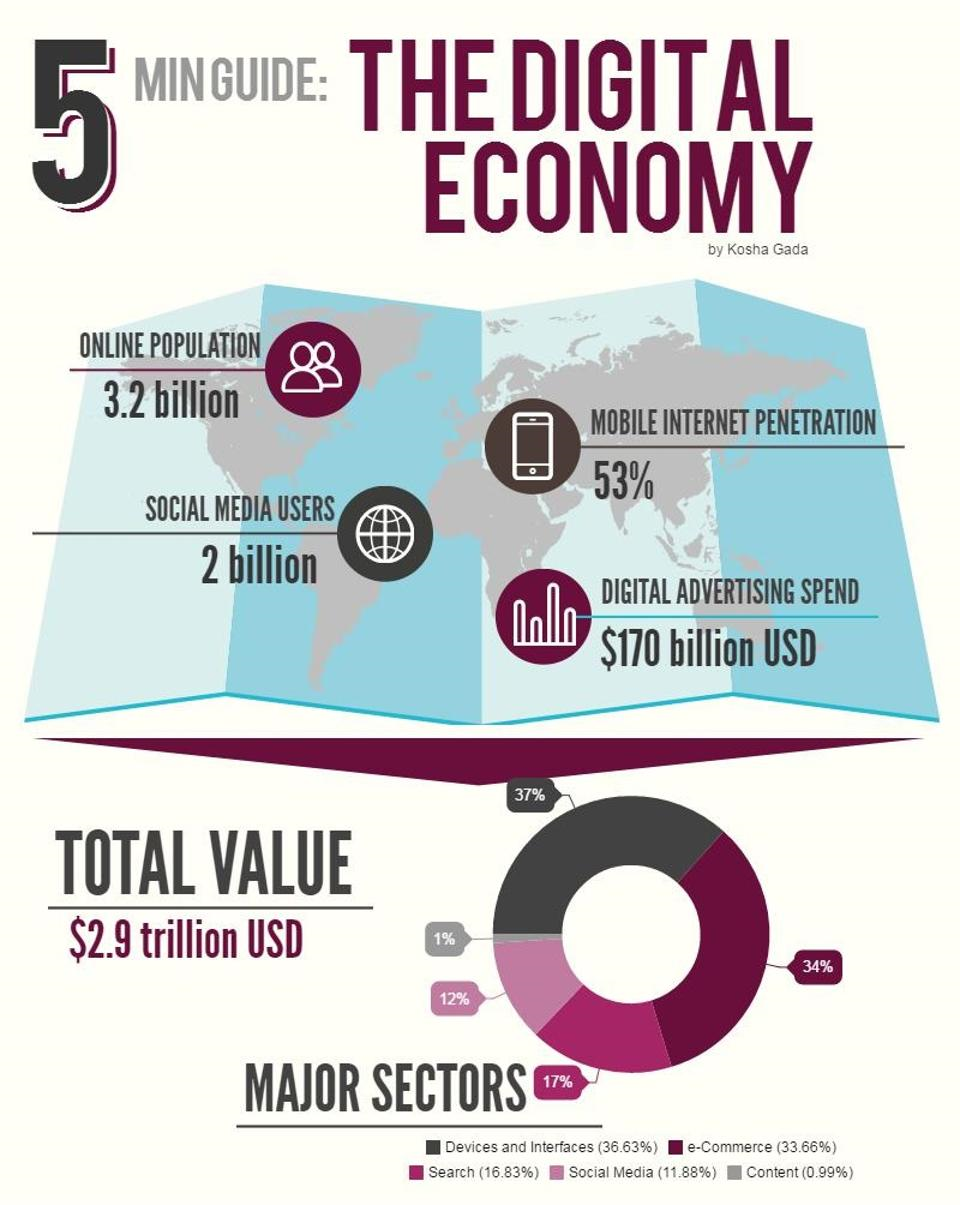 5 MIN GUIDE: THE DIGITAL
ECONOMY
by Kosha Gada
ONLINE POPULATION
3.2 billion
MOBILE INTERNET PENETRATION
53%
SOCIAL MEDIA USERS
2 billion
DIGITAL ADVERTISING SPEND
$170 billion USD
37%
TOTAL VALUE
$2.9 trillion USD
1%
34%
12%
MAJOR SECTORS
17%
Devices and Interfaces (36.63%) e-Commerce (33.66%)
Search (16.83%) Social Media (11.88%) Content (0.99%)